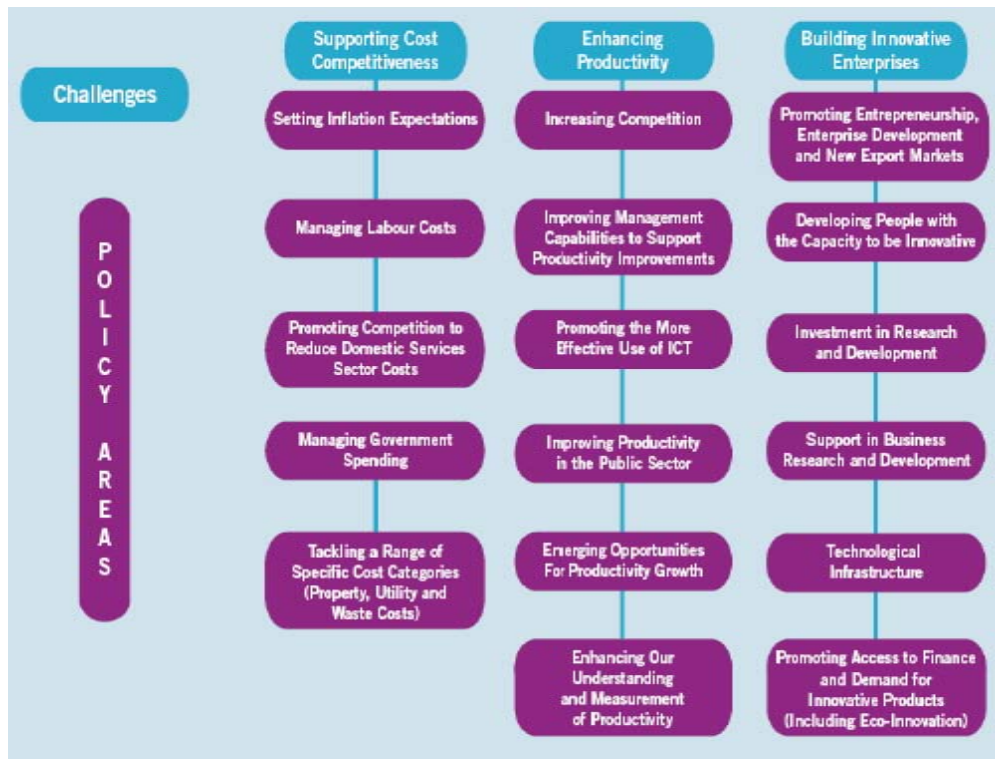 Challenges
POLICY AREAS
Supporting Cost
Competitiveness
Setting Inflation Expectations
Managing Labour Costs
Promoting Competition to
Reduce Domestic Services
Sector Costs
Managing Government
Spending
Tackling a Range of
Specific Cost Categories
(Property, Utility and
Waste Costs)
Enhancing
Productivity
Increasing Competition
Improving Management
Capabilities to Support
Productivity Improvements
Promoting the More
Effective Use of ICT
Improving Productivity
in the Public Sector
Emerging Opportunities
For Productivity Growth
Enhancing Our
Understanding
and Measurement
of Productivity
Building Innovative
Enterprises
Promoting Entrepreneurship,
Enterprise Development
and New Export Markets
Developing People with
the Capacity to be Innovative
Investment in Research
and Development
Support in Business
Research and Development
Technological
Infrastructure
Promoting Access to Finance
and Demand for
Innovative Products
(Including Eco-Innovation)